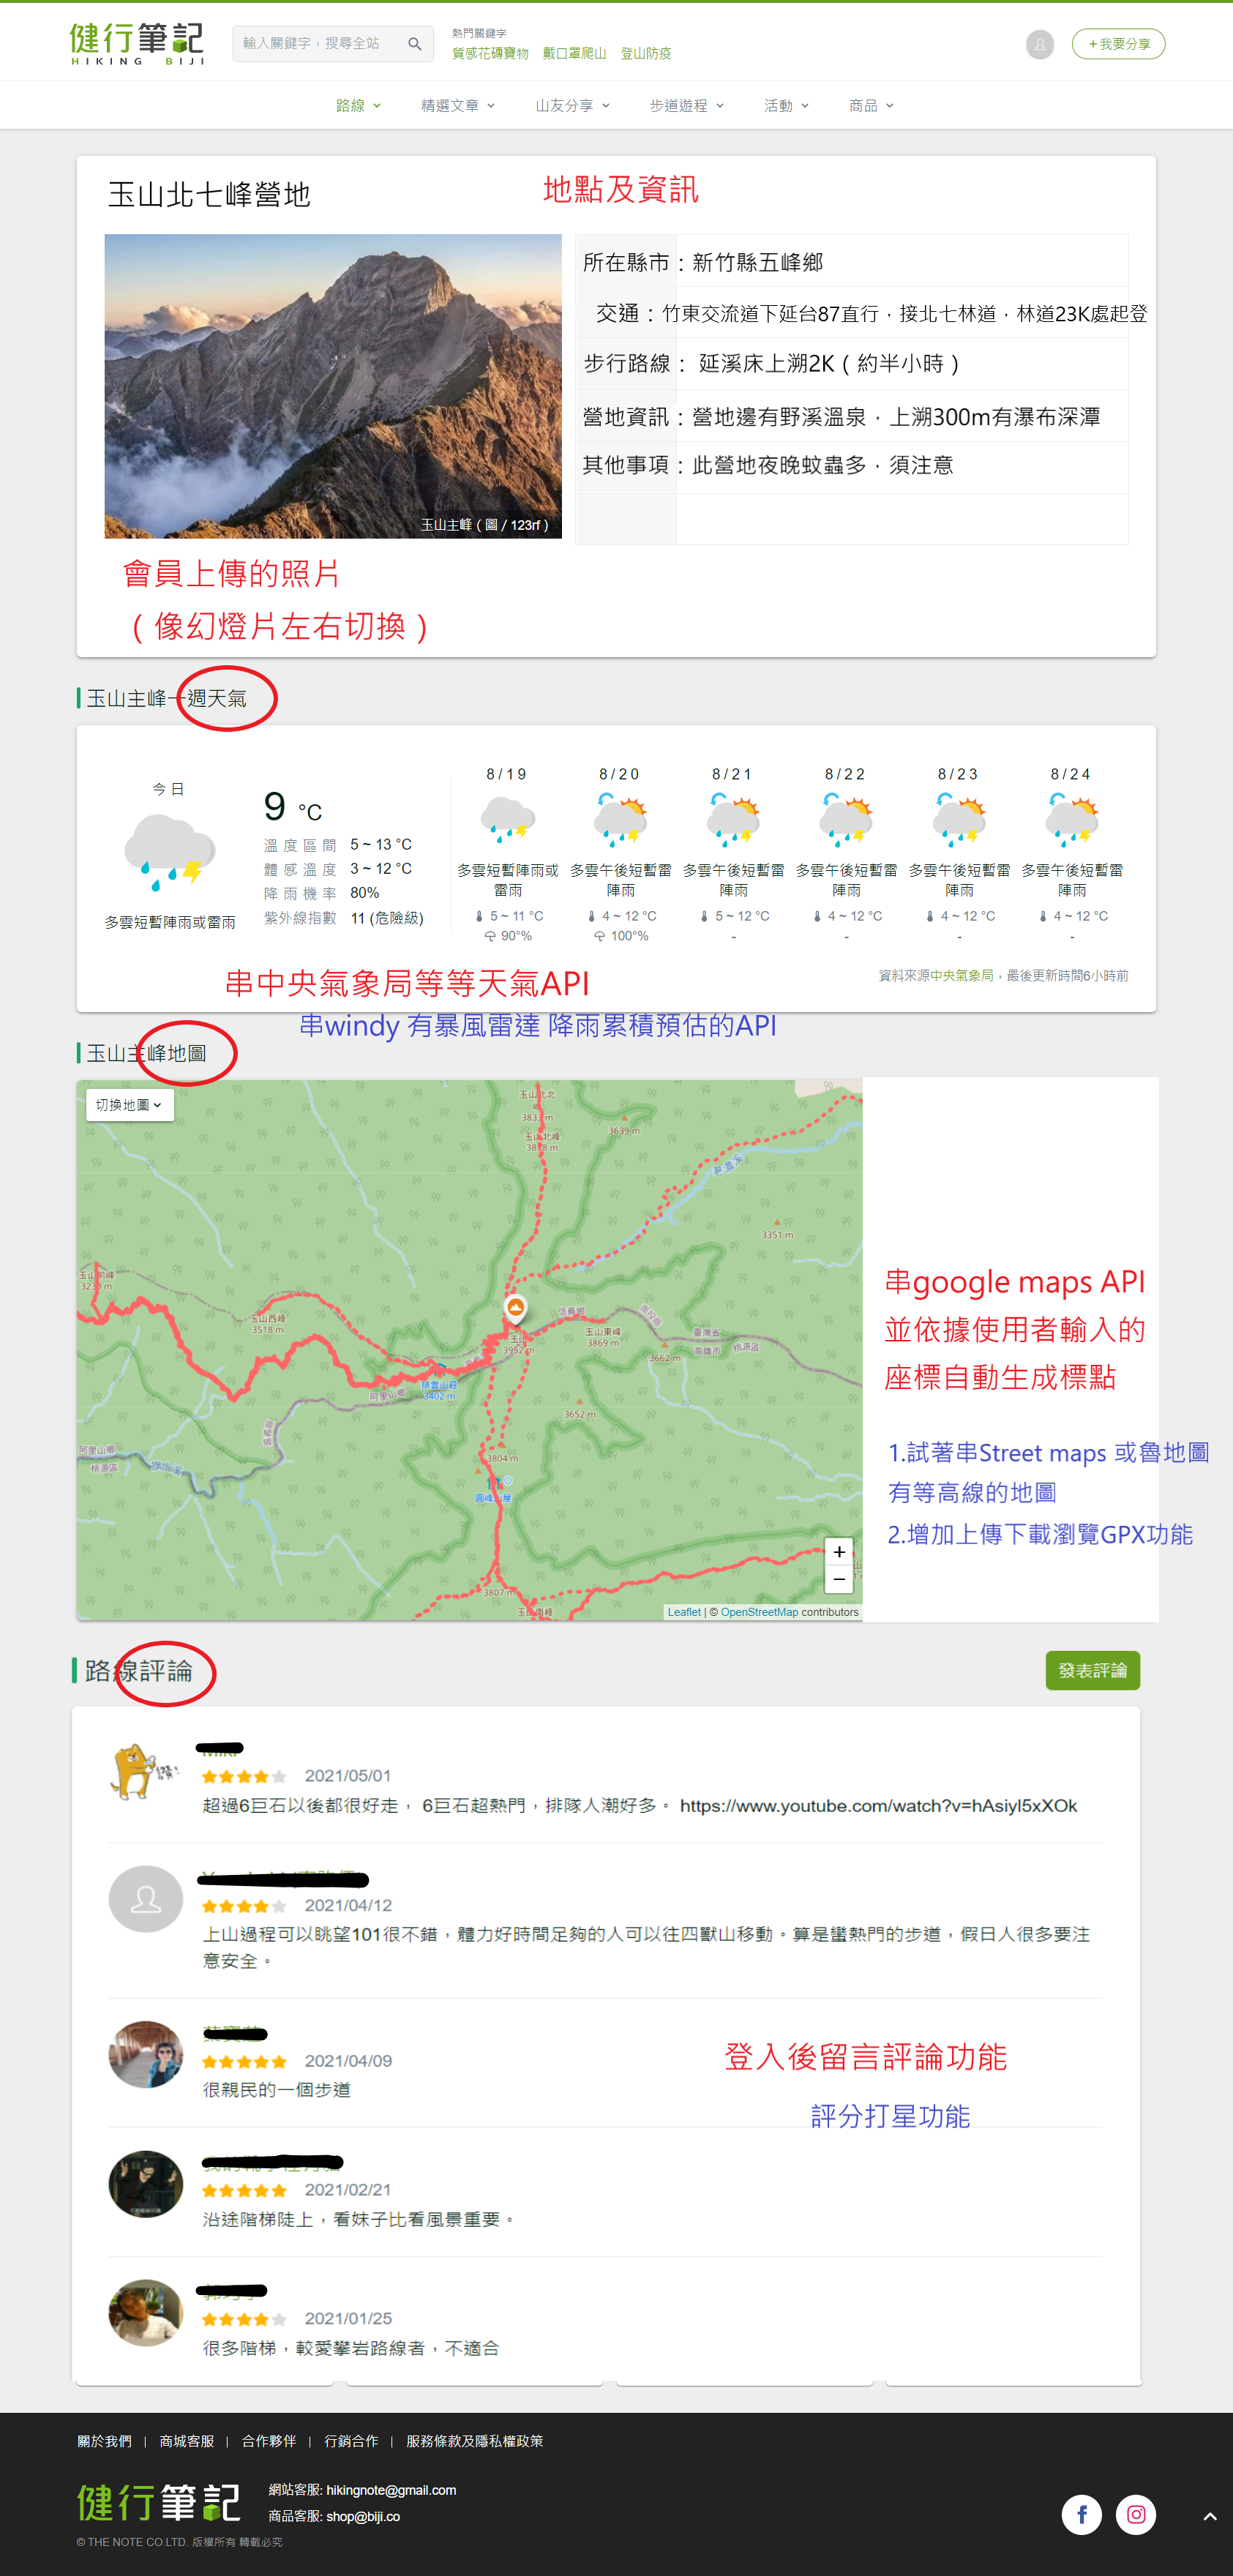 健行筆記
HIKING BIJI
輸入關鍵字，搜尋全站
熱門關鍵字
質感花磚寶物 戴口罩爬山 登山防疫
＋我要分享
路線 精選文章 山友分享 步道遊程 活動 商品
玉山北七峰營地
地點及資訊
所在縣市：新竹縣五峰鄉
交通：竹東交流道下延台87直行，接北七林道，林道23K處起登
步行路線： 延溪床上溯2K（約半小時）
營地資訊：營地邊有野溪溫泉，上溯300m有瀑布深潭
其他事項：此營地夜晚蚊蟲多，須注意
玉山主峰（圖／123rf）
會員上傳的照片
（像幻燈片左右切換）
玉山主峰一週天氣
今日
多雲短暫陣雨或雷雨
9 °C
溫度區間 5 ~ 13 °C
體感溫度 3 ~ 12 °C
降雨機率 80%
紫外線指數 11 (危險級)
8/19 8/20 8/21 8/22 8/23 8/24
多雲短暫陣雨或 多雲午後短暫雷 多雲午後短暫雷 多雲午後短暫雷 多雲午後短暫雷 多雲午後短暫雷
雷雨 陣雨 陣雨 陣雨 陣雨 陣雨
5 ~ 11 °C 4 ~ 12 °C 5 ~ 12 °C 4 ~ 12 °C 4 ~ 12 °C 4 ~ 12 °C
90°% 100°% - - - -
資料來源中央氣象局，最後更新時間6小時前
串中央氣象局等等天氣API
串windy 有暴風雷達 降雨累積預估的API
玉山主峰地圖
切換地圖
玉山北北
3833 m
玉山北峰
3858 m
3639 m
3351 m
玉山前峰
3239 m
玉山西峰
3518 m
信義鄉
玉山
3952 m
玉山東峰
3869 m
3662 m
臺灣省
高雄市
桃源區
排雲山莊
3402 m
阿里山鄉
3652 m
阿里山鄉
桃源區
3804 m
圓峰山屋
3807 m
玉山南峰
+
−
Leaflet | © OpenStreetMap contributors
串google maps API
並依據使用者輸入的
座標自動生成標點
1.試著串Street maps 或魯地圖
有等高線的地圖
2.增加上傳下載瀏覽GPX功能
路線評論
發表評論
2021/05/01
超過6巨石以後都很好走， 6巨石超熱門，排隊人潮好多。 https://www.youtube.com/watch?v=hAsiyl5xXOk
2021/04/12
上山過程可以眺望101很不錯，體力好時間足夠的人可以往四獸山移動。算是蠻熱門的步道，假日人很多要注
意安全。
2021/04/09
很親民的一個步道
登入後留言評論功能
評分打星功能
2021/02/21
沿途階梯陡上，看妹子比看風景重要。
2021/01/25
很多階梯，較愛攀岩路線者，不適合
關於我們 | 商城客服 | 合作夥伴 | 行銷合作 | 服務條款及隱私權政策
健行筆記
網站客服: hikingnote@gmail.com
商品客服: shop@biji.co
© THE NOTE CO.LTD. 版權所有 轉載必究